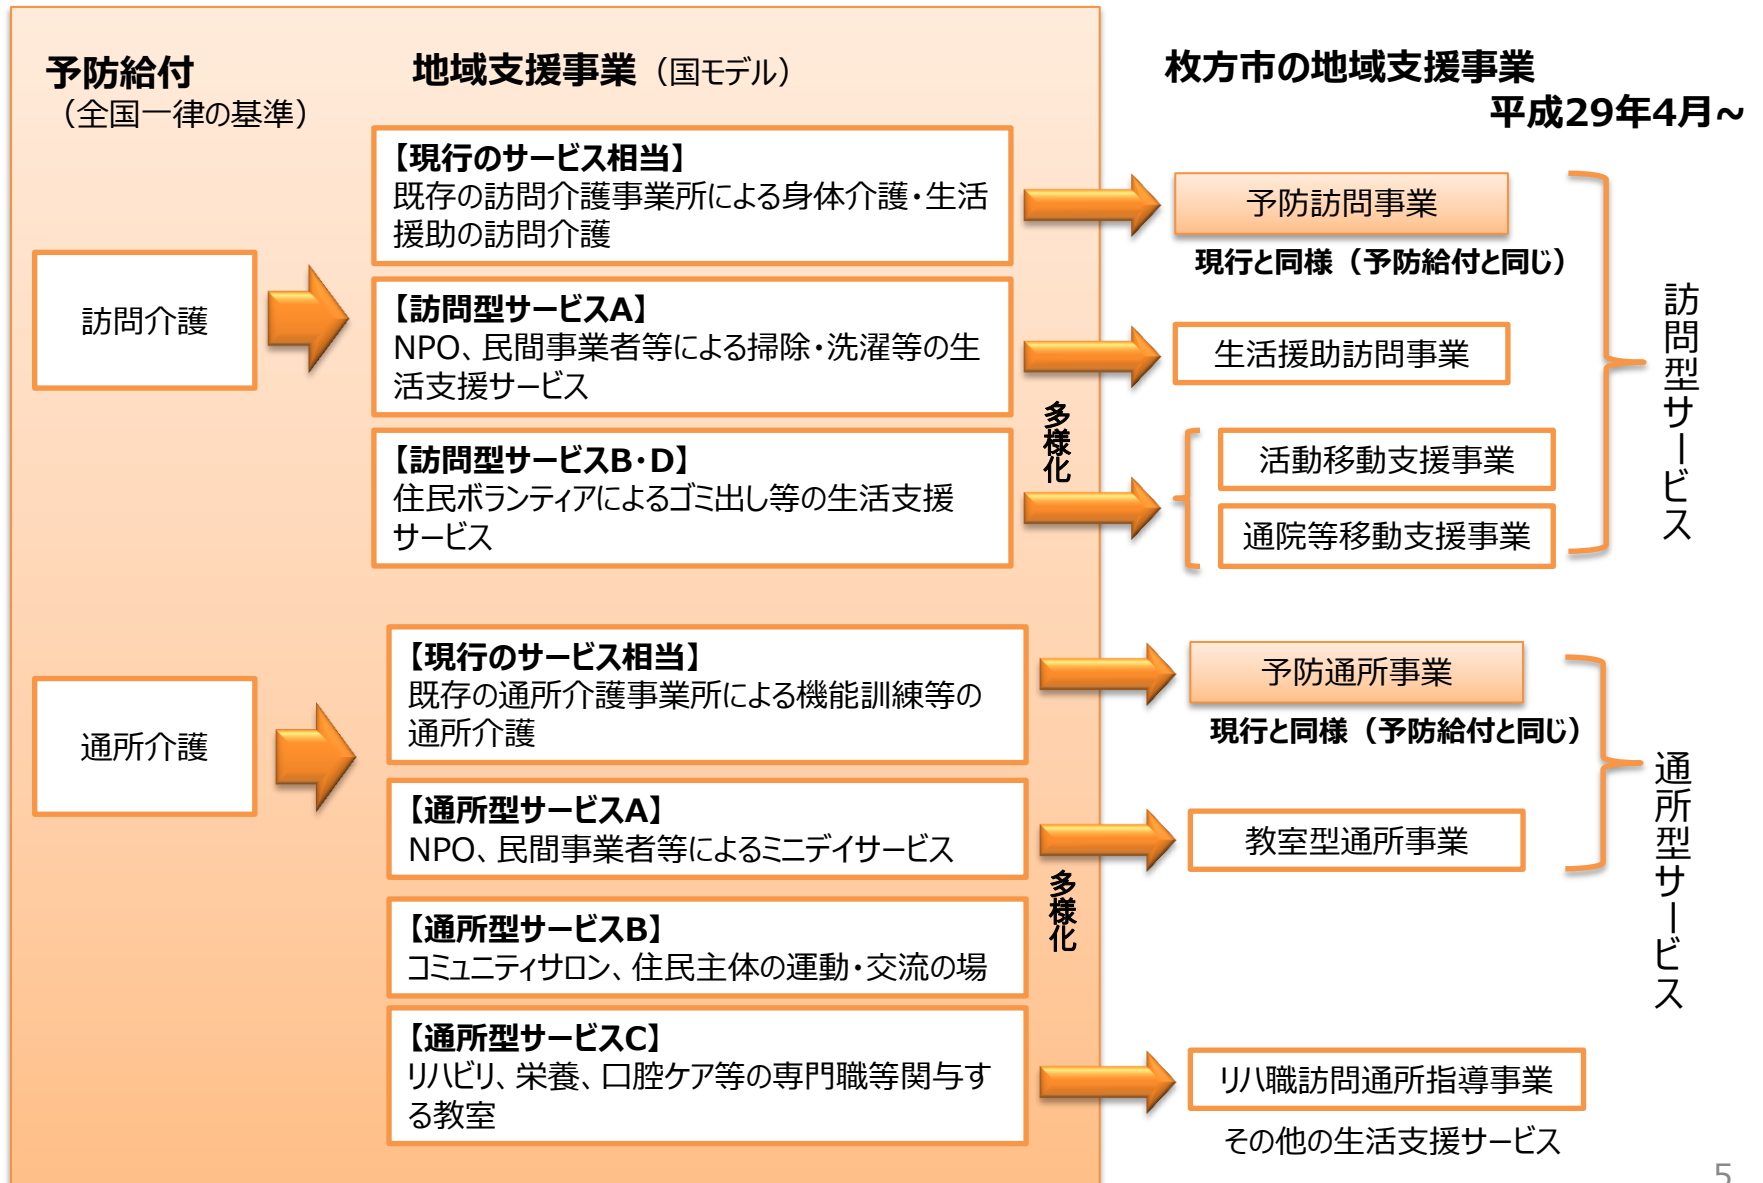 予防給付
（全国一律の基準）
地域支援事業（国モデル）
枚方市の地域支援事業
平成29年4月～
訪問介護
【現行のサービス相当】
既存の訪問介護事業所による身体介護・生活
援助の訪問介護
【訪問型サービスA】
NPO、民間事業者等による掃除・洗濯等の生
活支援サービス
【訪問型サービスB・D】
住民ボランティアによるゴミ出し等の生活支援
サービス
多様化
予防訪問事業
現行と同様（予防給付と同じ）
生活援助訪問事業
活動移動支援事業
通院等移動支援事業
訪問型サービス
通所介護
【現行のサービス相当】
既存の通所介護事業所による機能訓練等の
通所介護
【通所型サービスA】
NPO、民間事業者等によるミニデイサービス
【通所型サービスB】
コミュニティサロン、住民主体の運動・交流の場
【通所型サービスC】
リハビリ、栄養、口腔ケア等の専門職等関与す
る教室
多様化
予防通所事業
現行と同様（予防給付と同じ）
教室型通所事業
通所型サービス
リハ職訪問通所指導事業
その他の生活支援サービス
5